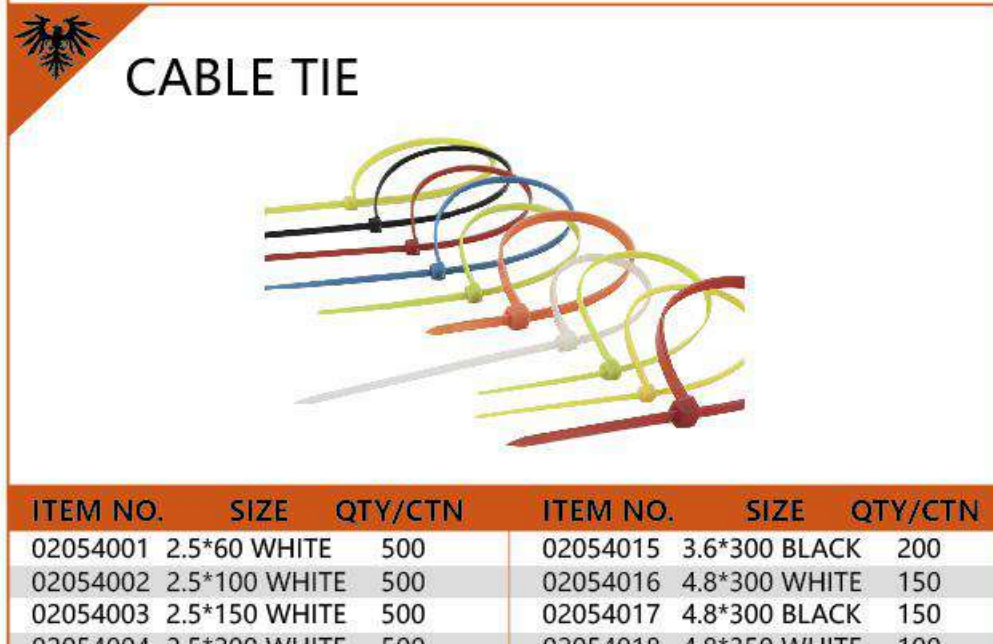 CABLE TIE
ITEM NO. SIZE QTY/CTN ITEM NO. SIZE QTY/CTN
02054001 2.5*60 WHITE 500 02054015 3.6*300 BLACK 200
02054002 2.5*100 WHITE 500 02054016 4.8*300 WHITE 150
02054003 2.5*150 WHITE 500 02054017 4.8*300 BLACK 150